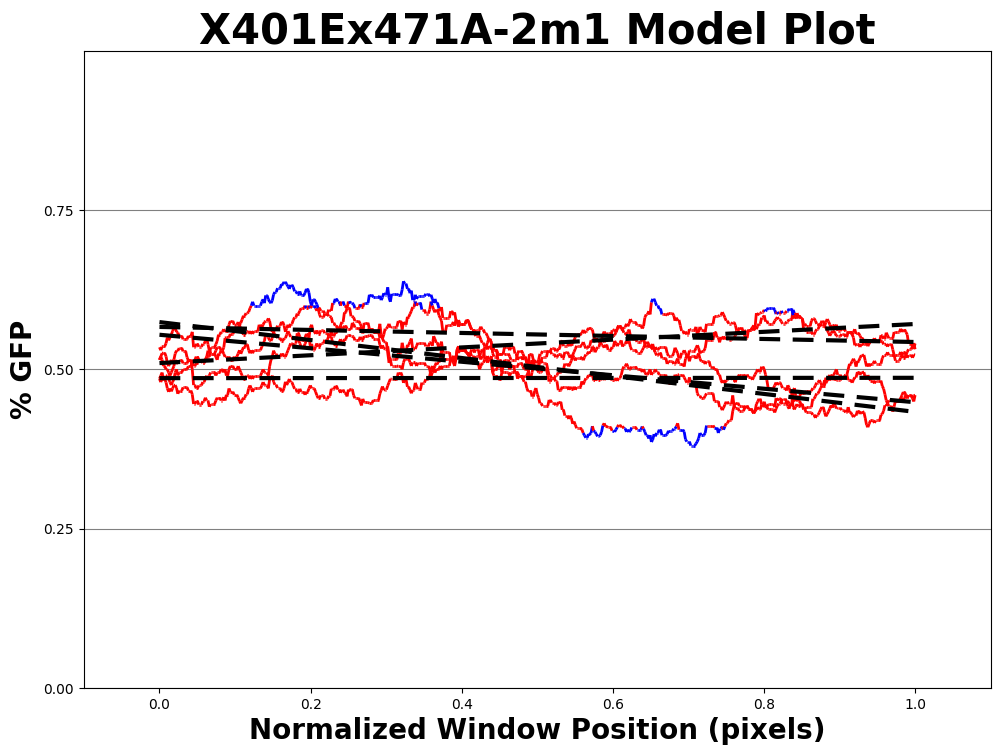 X401Ex471A-2m1 Model Plot
% GFP
0.75
0.50
0.25
0.00
0.0 0.2 0.4 0.6 0.8 1.0
Normalized Window Position (pixels)